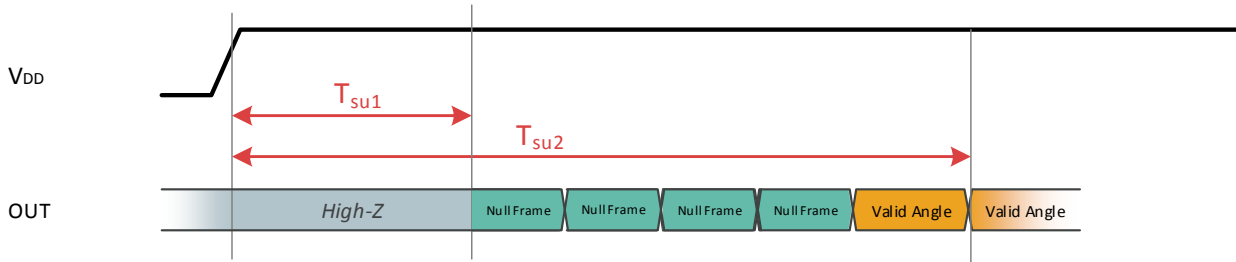 VDD
Tsu1
Tsu2
OUT
High-Z
Null Frame
Null Frame
Null Frame
Null Frame
Valid Angle
Valid Angle